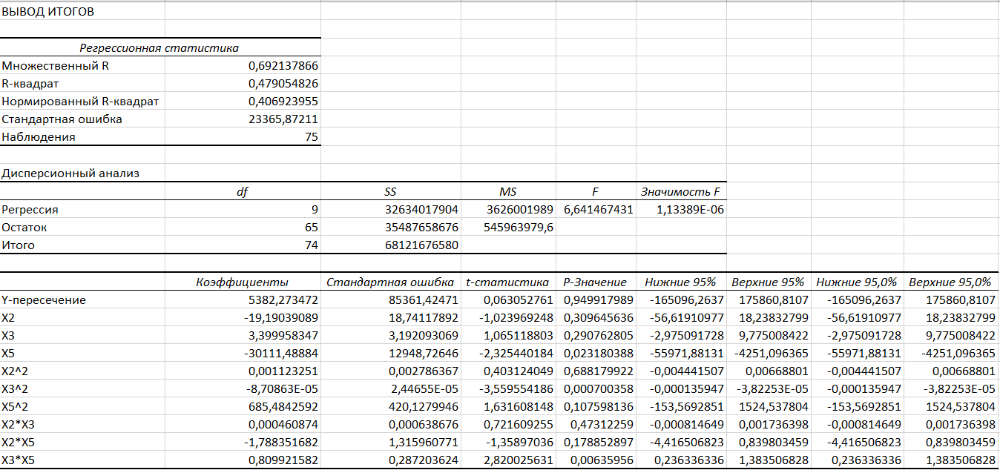 ВЫВОД ИТОГОВ
Регрессионная статистика
Множественный R 0,692137866
R-квадрат 0,479054826
Нормированный R-квадрат 0,406923955
Стандартная ошибка 23365,87211
Наблюдения 75
Дисперсионный анализ
df SS MS F Значимость F
Регрессия 9 32634017904 3626001989 6,641467431 1,13389E-06
Остаток 65 35487658676 545963979,6
Итого 74 68121676580
Коэффициенты Стандартная ошибка t-статистика P-Значение Нижние 95% Верхние 95% Нижние 95,0% Верхние 95,0%
Y-пересечение 5382,273472 85361,42471 0,063052761 0,949917989 -165096,2637 175860,8107 -165096,2637 175860,8107
X2 -19,19039089 18,74117892 -1,023969248 0,309645636 -56,61910977 18,23832799 -56,61910977 18,23832799
X3 3,399958347 3,192093069 1,065118803 0,290762805 -2,975091728 9,775008422 -2,975091728 9,775008422
X5 -30111,48884 12948,72646 -2,325440184 0,023180388 -55971,88131 -4251,096365 -55971,88131 -4251,096365
X2^2 0,001123251 0,002786367 0,403124049 0,688179922 -0,004441507 0,00668801 -0,004441507 0,00668801
X3^2 -8,70863E-05 2,44655E-05 -3,559554186 0,000700358 -0,000135947 -3,82253E-05 -0,000135947 -3,82253E-05
X5^2 685,4842592 420,1279946 1,631608148 0,107598136 -153,5692851 1524,537804 -153,5692851 1524,537804
X2*X3 0,000460874 0,000638676 0,721609255 0,47312259 -0,000814649 0,001736398 -0,000814649 0,001736398
X2*X5 -1,788351682 1,315960771 -1,35897036 0,178852897 -4,416506823 0,839803459 -4,416506823 0,839803459
X3*X5 0,809921582 0,287203624 2,820025631 0,00635956 0,236336336 1,383506828 0,236336336 1,383506828